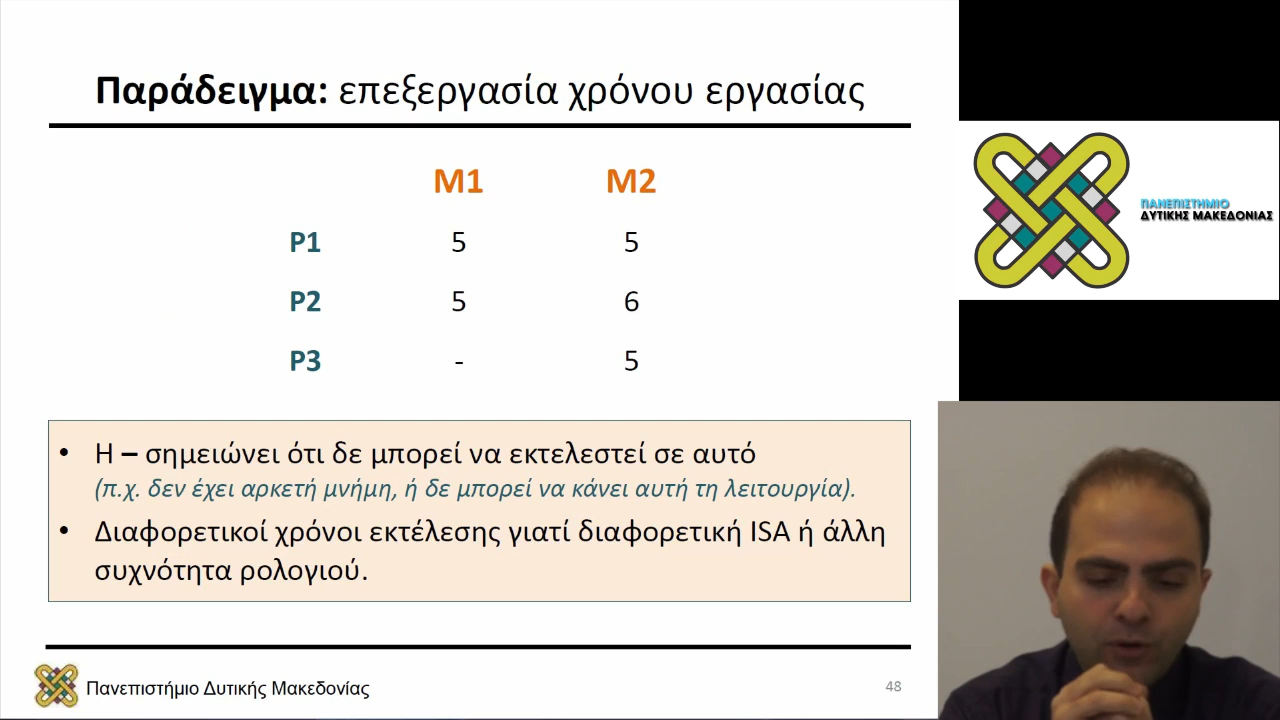 Παράδειγμα: επεξεργασία χρόνου εργασίας
M1 M2
P1 5 5
P2 5 6
P3 - 5
• Η – σημειώνει ότι δε μπορεί να εκτελεστεί σε αυτό
(π.χ. δεν έχει αρκετή μνήμη, ή δε μπορεί να κάνει αυτή τη λειτουργία).
• Διαφορετικοί χρόνοι εκτέλεσης γιατί διαφορετική ISA ή άλλη
συχνότητα ρολογιού.
Πανεπιστήμιο Δυτικής Μακεδονίας
48
ΠΑΝΕΠΙΣΤΗΜΙΟ
ΔΥΤΙΚΗΣ ΜΑΚΕΔΟΝΙΑΣ